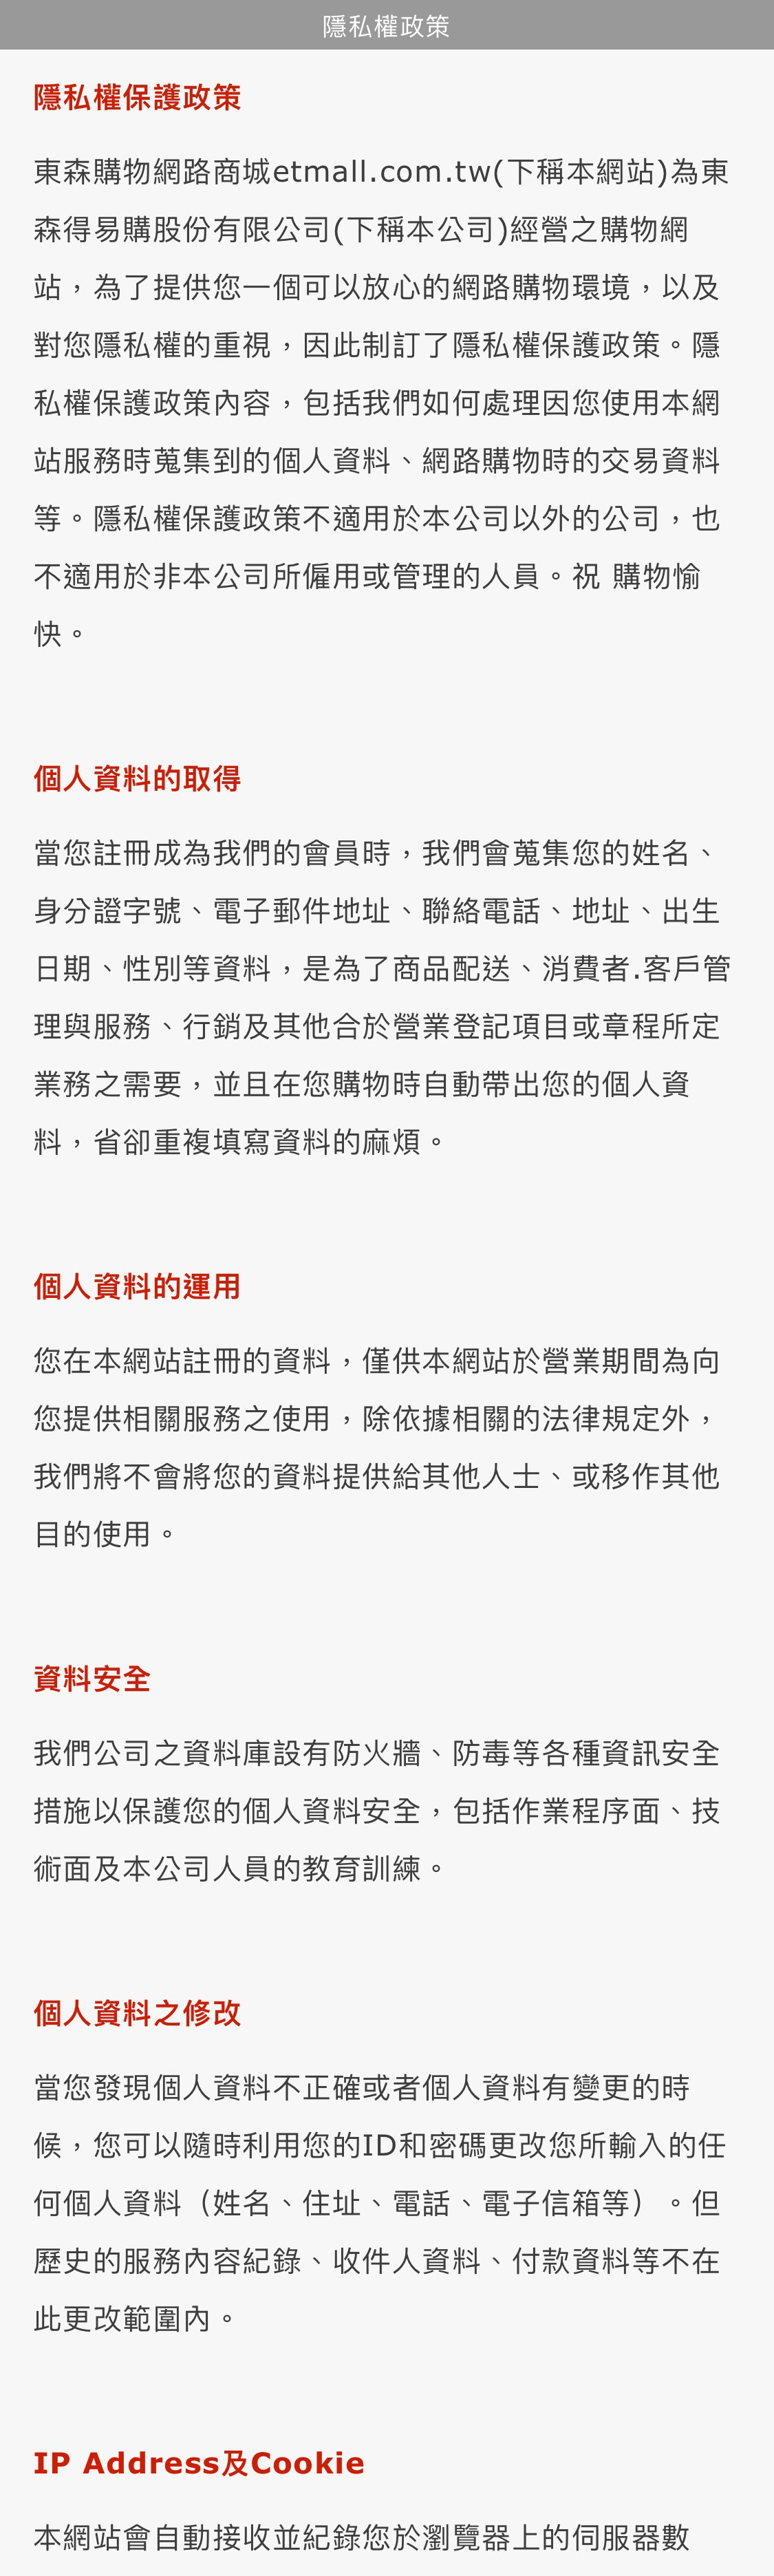 隱私權政策
隱私權保護政策
東森購物網路商城etmall.com.tw(下稱本網站)為東
森得易購股份有限公司(下稱本公司)經營之購物網
站，為了提供您一個可以放心的網路購物環境，以及
對您隱私權的重視，因此制訂了隱私權保護政策。隱
私權保護政策內容，包括我們如何處理因您使用本網
站服務時蒐集到的個人資料、網路購物時的交易資料
等。隱私權保護政策不適用於本公司以外的公司，也
不適用於非本公司所僱用或管理的人員。祝 購物愉
快。
個人資料的取得
當您註冊成為我們的會員時，我們會蒐集您的姓名、
身分證字號、電子郵件地址、聯絡電話、地址、出生
日期、性別等資料，是為了商品配送、消費者.客戶管
理與服務、行銷及其他合於營業登記項目或章程所定
業務之需要，並且在您購物時自動帶出您的個人資
料，省卻重複填寫資料的麻煩。
個人資料的運用
您在本網站註冊的資料，僅供本網站於營業期間為向
您提供相關服務之使用，除依據相關的法律規定外，
我們將不會將您的資料提供給其他人士、或移作其他
目的使用。
資料安全
我們公司之資料庫設有防火牆、防毒等各種資訊安全
措施以保護您的個人資料安全，包括作業程序面、技
術面及本公司人員的教育訓練。
個人資料之修改
當您發現個人資料不正確或者個人資料有變更的時
候，您可以隨時利用您的ID和密碼更改您所輸入的任
何個人資料（姓名、住址、電話、電子信箱等）。但
歷史的服務內容紀錄、收件人資料、付款資料等不在
此更改範圍內。
IP Address及Cookie
本網站會自動接收並紀錄您於瀏覽器上的伺服器數